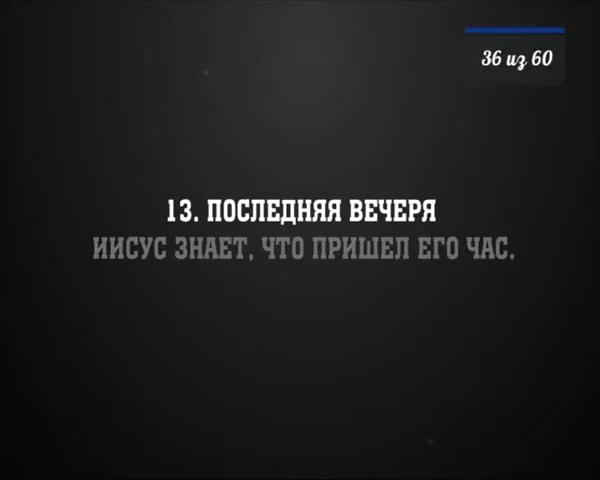 36 из 60
13. ПОСЛЕДНЯЯ ВЕЧЕРЯ
ИИСУС ЗНАЕТ, ЧТО ПРИШЕЛ ЕГО ЧАС.